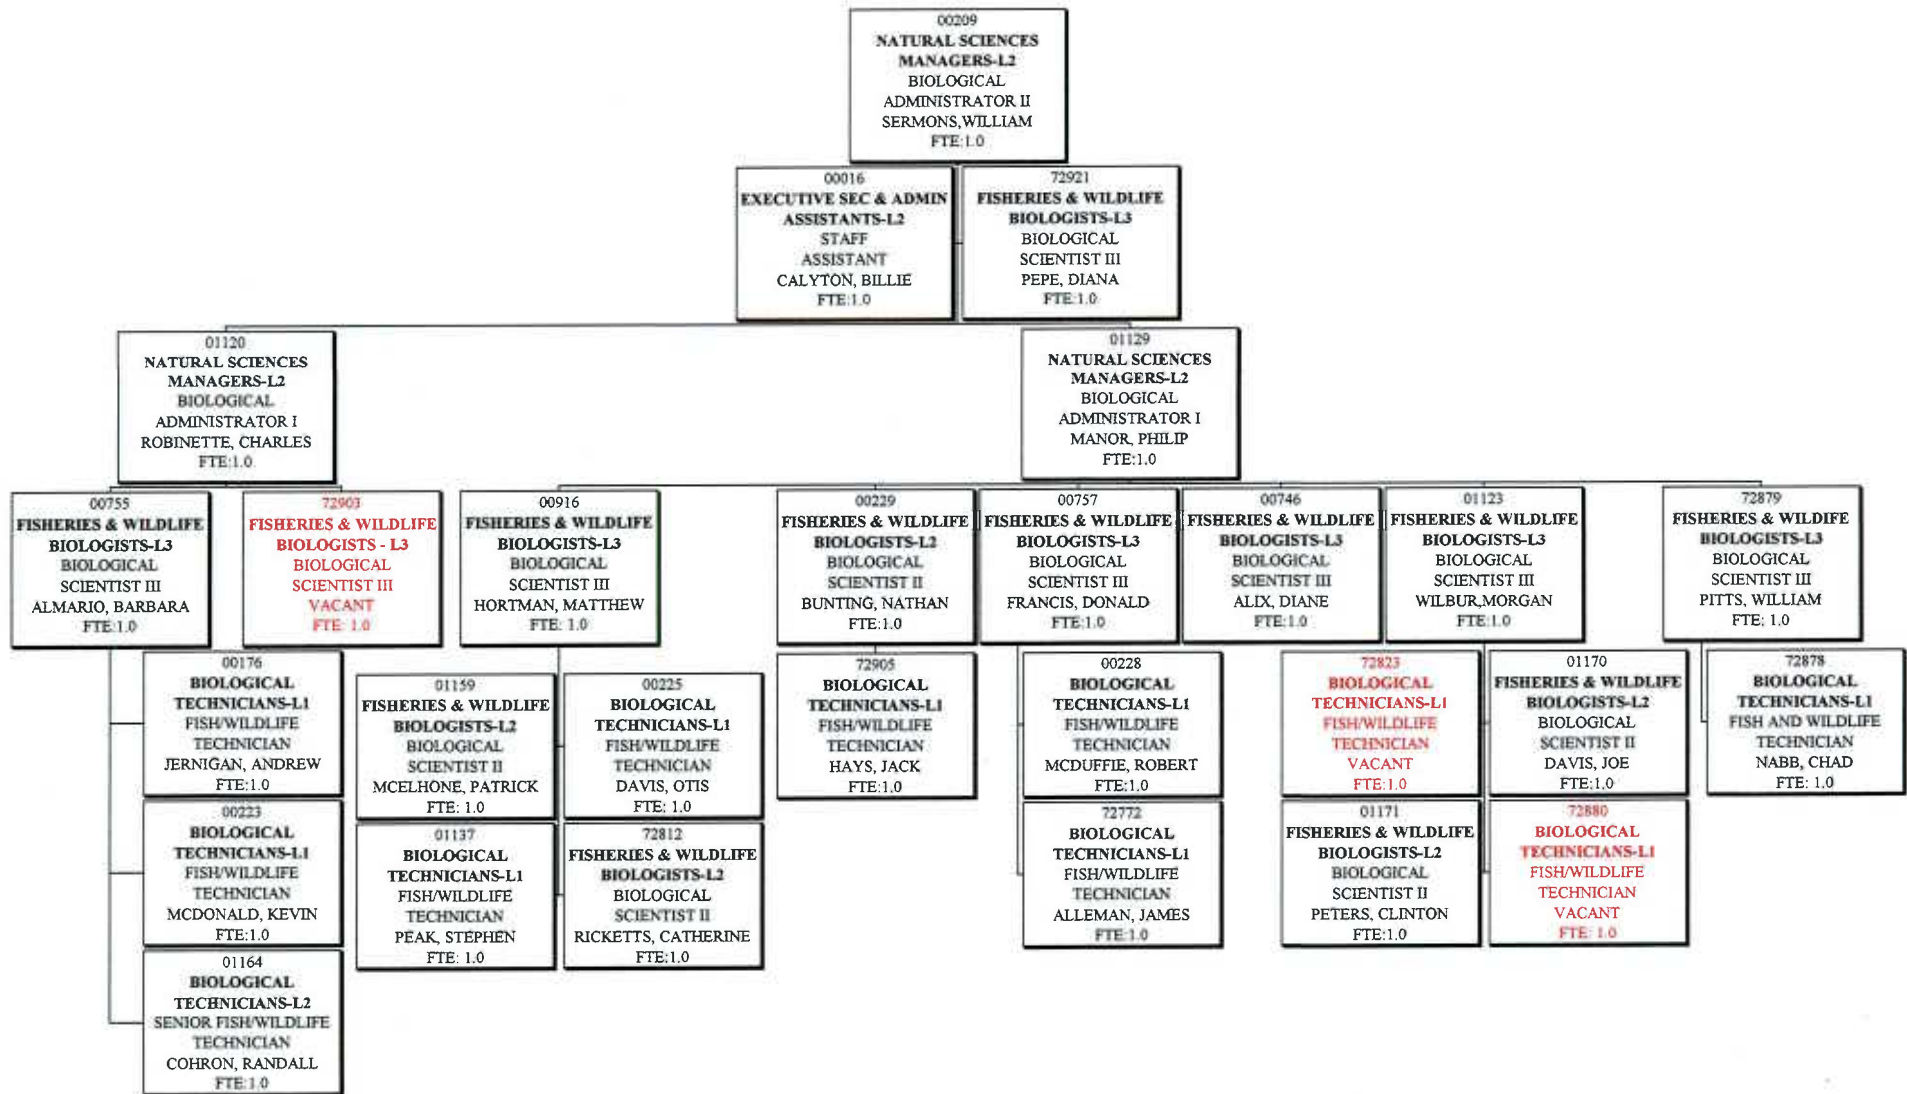 00209
NATURAL SCIENCES
MANAGERS-L2
BIOLOGICAL
ADMINISTRATOR II
SERMONS,WILLIAM
FTE:1.0
00016
EXECUTIVE SEC & ADMIN
ASSISTANTS-L2
STAFF
ASSISTANT
CALYTON, BILLIE
FTE:1.0
72921
FISHERIES & WILDLIFE
BIOLOGISTS-L3
BIOLOGICAL
SCIENTIST III
PEPE, DIANA
FTE:1.0
01120
NATURAL SCIENCES
MANAGERS-L2
BIOLOGICAL
ADMINISTRATOR I
ROBINETTE, CHARLES
FTE:1.0
01129
NATURAL SCIENCES
MANAGERS-L2
BIOLOGICAL
ADMINISTRATOR I
MANOR, PHILIP
FTE:1.0
00755
FISHERIES & WILDLIFE
BIOLOGISTS-L3
BIOLOGICAL
SCIENTIST III
ALMARIO, BARBARA
FTE:1.0
72903
FISHERIES & WILDLIFE
BIOLOGISTS - L3
BIOLOGICAL
SCIENTIST III
VACANT
FTE: 1.0
00916
FISHERIES & WILDLIFE
BIOLOGISTS-L3
BIOLOGICAL
SCIENTIST III
HORTMAN, MATTHEW
FTE: 1.0
00229
FISHERIES & WILDLIFE
BIOLOGISTS-L2
BIOLOGICAL
SCIENTIST II
BUNTING, NATHAN
FTE:1.0
00757
FISHERIES & WILDLIFE
BIOLOGISTS-L3
BIOLOGICAL
SCIENTIST III
FRANCIS, DONALD
FTE:1.0
00746
FISHERIES & WILDLIFE
BIOLOGISTS-L3
BIOLOGICAL
SCIENTIST III
ALIX, DIANE
FTE:1.0
01123
FISHERIES & WILDLIFE
BIOLOGISTS-L3
BIOLOGICAL
SCIENTIST III
WILBUR,MORGAN
FTE:1.0
72879
FISHERIES & WILDIFE
BIOLOGISTS-L3
BIOLOGICAL
SCIENTIST III
PITTS, WILLIAM
FTE: 1.0
00176
BIOLOGICAL
TECHNICIANS-L1
FISH/WILDLIFE
TECHNICIAN
JERNIGAN, ANDREW
FTE:1.0
00223
BIOLOGICAL
TECHNICIANS-L1
FISH/WILDLIFE
TECHNICIAN
MCDONALD, KEVIN
FTE:1.0
01164
BIOLOGICAL
TECHNICIANS-L2
SENIOR FISH/WILDLIFE
TECHNICIAN
COHRON, RANDALL
FTE:1.0
01159
FISHERIES & WILDLIFE
BIOLOGISTS-L2
BIOLOGICAL
SCIENTIST II
MCELHONE, PATRICK
FTE: 1.0
00225
BIOLOGICAL
TECHNICIANS-L1
FISH/WILDLIFE
TECHNICIAN
DAVIS, OTIS
FTE: 1.0
01137
BIOLOGICAL
TECHNICIANS-L1
FISH/WILDLIFE
TECHNICIAN
PEAK, STEPHEN
FTE: 1.0
72812
FISHERIES & WILDLIFE
BIOLOGISTS-L2
BIOLOGICAL
SCIENTIST II
RICKETTS, CATHERINE
FTE:1.0
72905
BIOLOGICAL
TECHNICIANS-L1
FISH/WILDLIFE
TECHNICIAN
HAYS, JACK
FTE:1.0
00228
BIOLOGICAL
TECHNICIANS-L1
FISH/WILDLIFE
TECHNICIAN
MCDUFFIE, ROBERT
FTE:1.0
72772
BIOLOGICAL
TECHNICIANS-L1
FISH/WILDLIFE
TECHNICIAN
ALLEMAN, JAMES
FTE:1.0
72823
BIOLOGICAL
TECHNICIANS-L1
FISH/WILDLIFE
TECHNICIAN
VACANT
FTE:1.0
01170
FISHERIES & WILDLIFE
BIOLOGISTS-L2
BIOLOGICAL
SCIENTIST II
DAVIS, JOE
FTE:1.0
01171
FISHERIES & WILDLIFE
BIOLOGISTS-L2
BIOLOGICAL
SCIENTIST II
PETERS, CLINTON
FTE:1.0
72880
BIOLOGICAL
TECHNICIANS-L1
FISH/WILDLIFE
TECHNICIAN
VACANT
FTE: 1.0
72878
BIOLOGICAL
TECHNICIANS-L1
FISH AND WILDLIFE
TECHNICIAN
NABB, CHAD
FTE: 1.0